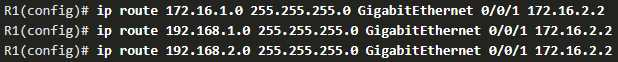 R1(config)# ip route 172.16.1.0 255.255.255.0 GigabitEthernet 0/0/1 172.16.2.2
R1(config)# ip route 192.168.1.0 255.255.255.0 GigabitEthernet 0/0/1 172.16.2.2
R1(config)# ip route 192.168.2.0 255.255.255.0 GigabitEthernet 0/0/1 172.16.2.2